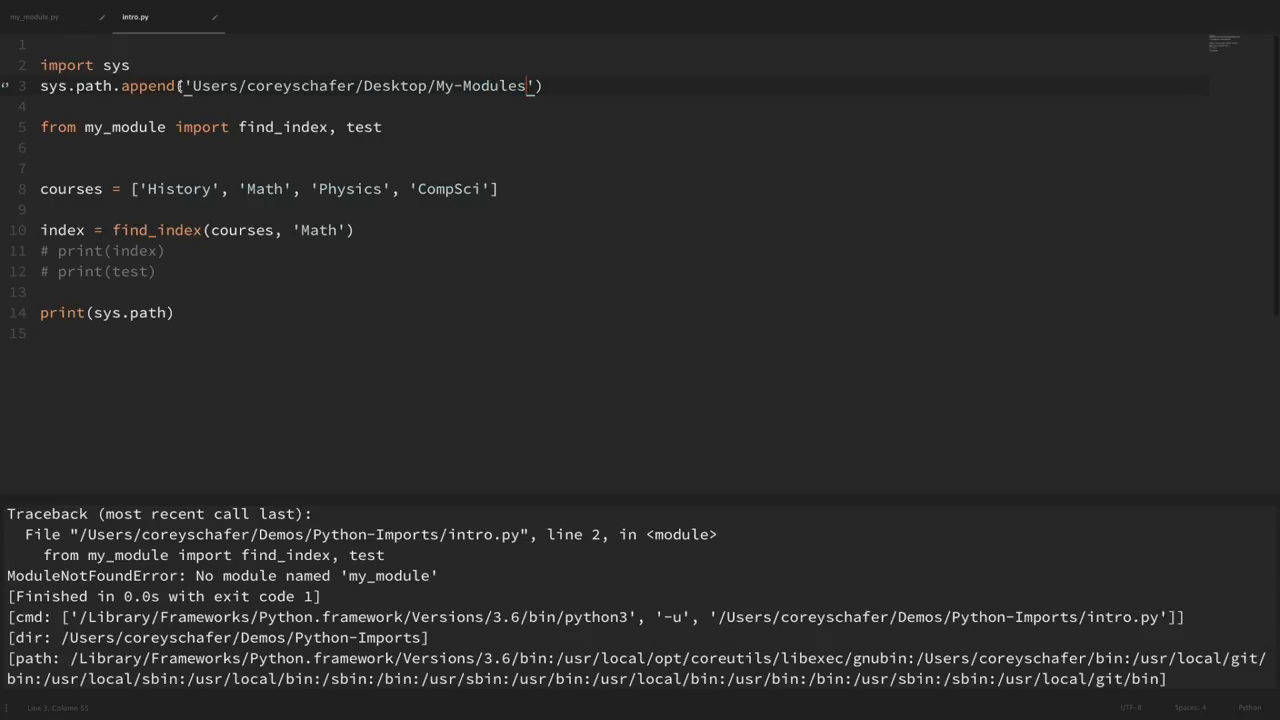 my_module.py intro.py
1
2 import sys
3 sys.path.append('Users/coreyschafer/Desktop/My-Modules')
4
5 from my_module import find_index, test
6
7
8 courses = ['History', 'Math', 'Physics', 'CompSci']
9
10 index = find_index(courses, 'Math')
11 # print(index)
12 # print(test)
13
14 print(sys.path)
15
Traceback (most recent call last):
File "/Users/coreyschafer/Demos/Python-Imports/intro.py", line 2, in <module>
from my_module import find_index, test
ModuleNotFoundError: No module named 'my_module'
[Finished in 0.0s with exit code 1]
[cmd: ['/Library/Frameworks/Python.framework/Versions/3.6/bin/python3', '-u', '/Users/coreyschafer/Demos/Python-Imports/intro.py']]
[dir: /Users/coreyschafer/Demos/Python-Imports]
[path: /Library/Frameworks/Python.framework/Versions/3.6/bin:/usr/local/opt/coreutils/libexec/gnubin:/Users/coreyschafer/bin:/usr/local/git/
bin:/usr/local/sbin:/usr/local/bin:/sbin:/bin:/usr/sbin:/usr/bin:/usr/local/bin:/usr/bin:/bin:/usr/sbin:/sbin:/usr/local/git/bin]
Line 3, Column 55 UTF-8 Spaces: 4 Python